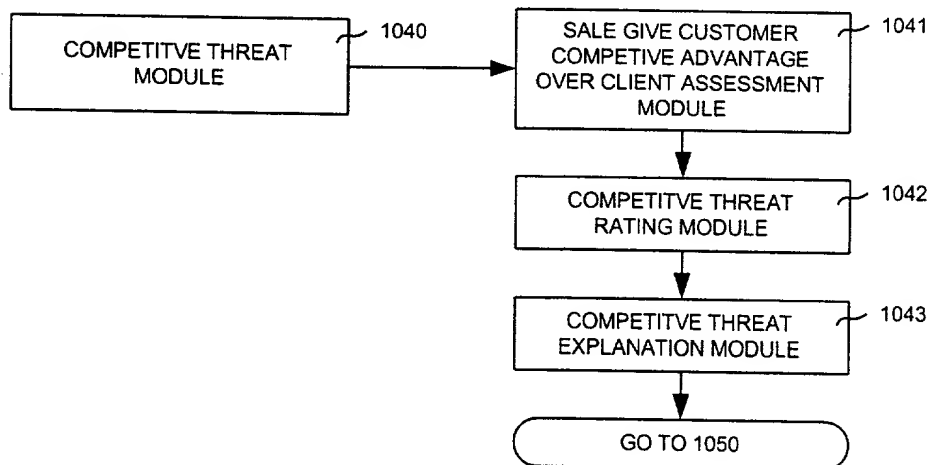 COMPETITVE THREAT
MODULE
1040
SALE GIVE CUSTOMER
COMPETIVE ADVANTAGE
OVER CLIENT ASSESSMENT
MODULE
1041
COMPETITVE THREAT
RATING MODULE
1042
COMPETITVE THREAT
EXPLANATION MODULE
1043
GO TO 1050